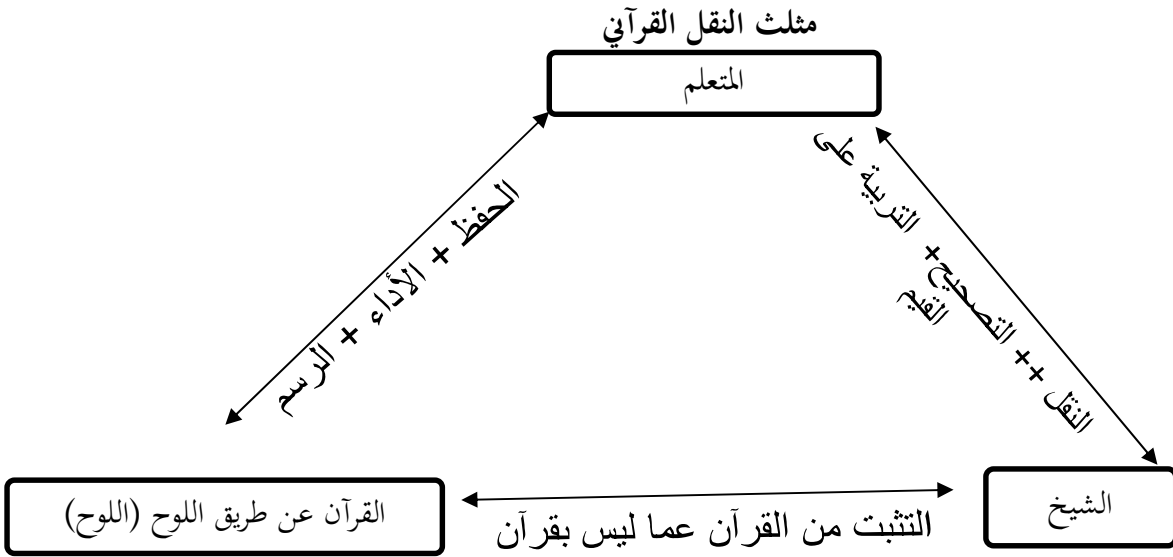 مثلث النقل القرآني
المتعلم
النقل ++ التصحيح+ التربية على
القيم
الحفظ + الأداء + الرسم
الشيخ
القرآن عن طريق اللوح (اللوح)
التثبت من القرآن عما ليس بقرآن